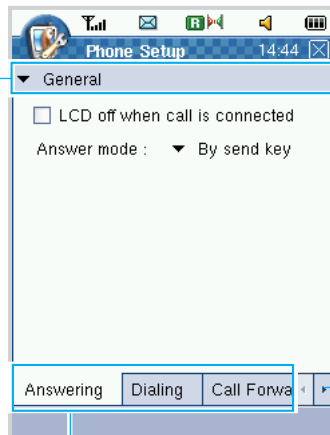 Phone Setup 14:44
General
LCD off when call is connected
Answer mode : By send key
Answering Dialing Call Forwa